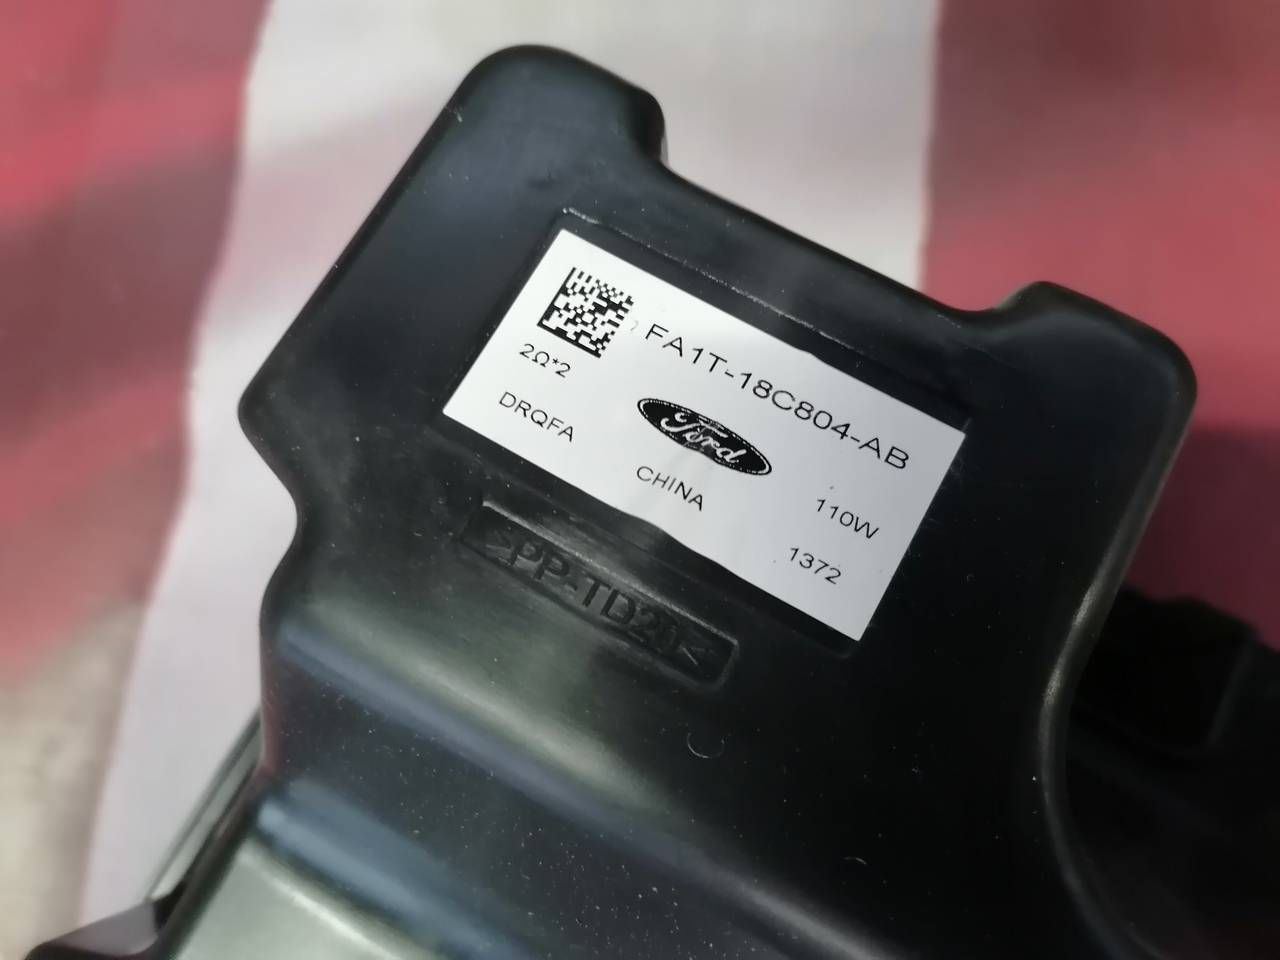 FA1T-18C804-AB
2Ω*2
Ford
110W
DRQFA
CHINA
1372
>PP-TD20<